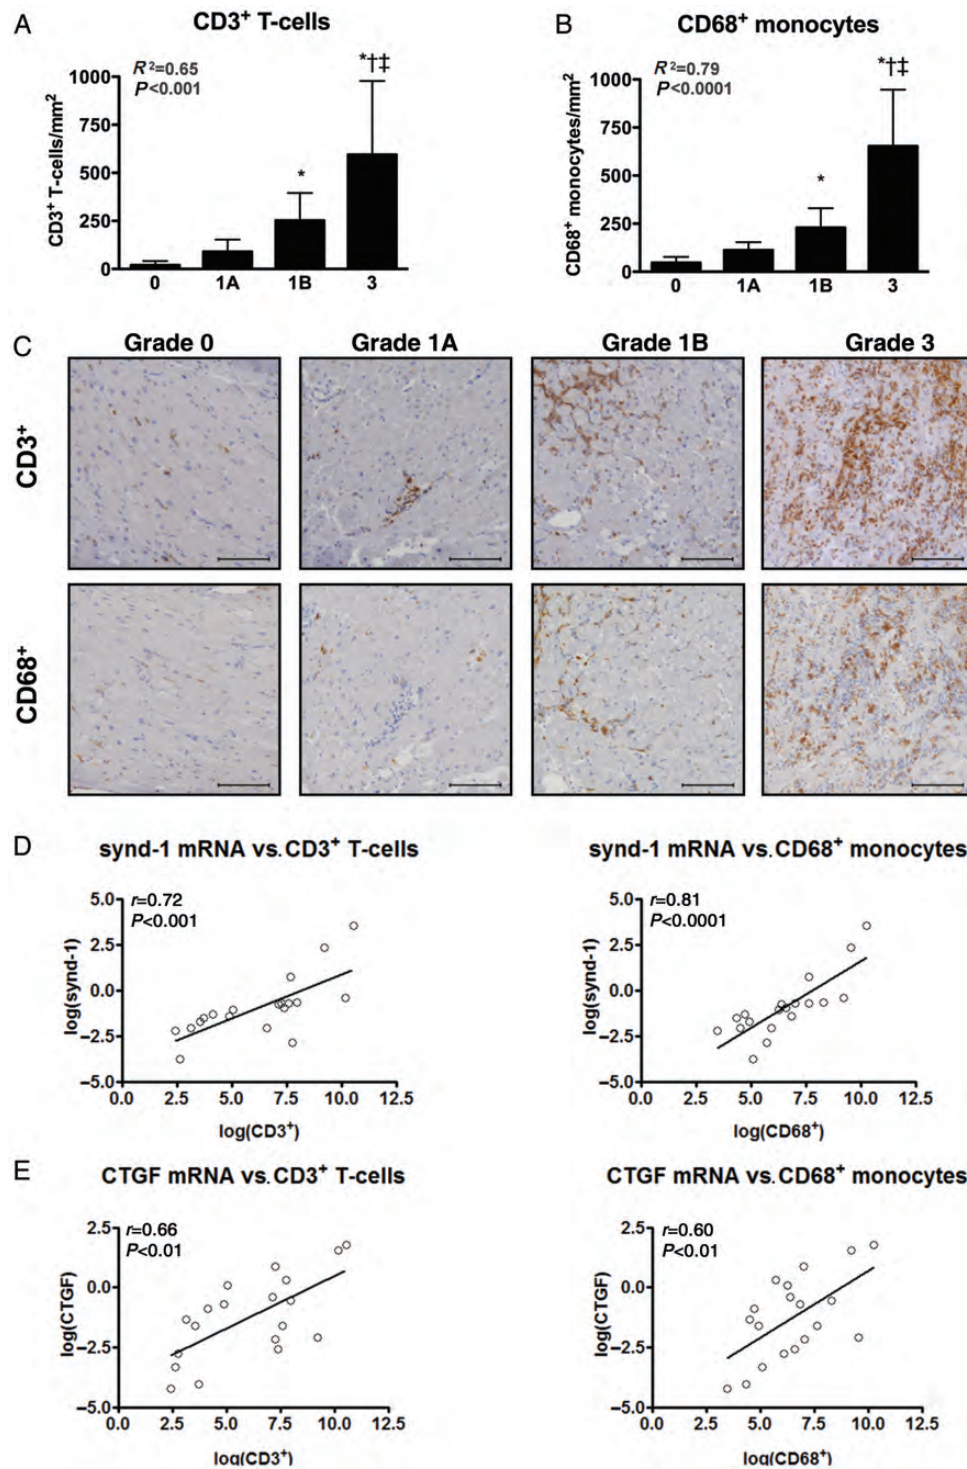 A
CD3⁺ T-cells
R²=0.65
P<0.001
*†‡
*
1000
750
500
250
0
CD3⁺ T-cells/mm²
0 1A 1B 3
B
CD68⁺ monocytes
R²=0.79
P<0.0001
*†‡
*
1000
750
500
250
0
CD68⁺ monocytes/mm²
0 1A 1B 3
C
Grade 0 Grade 1A Grade 1B Grade 3
CD3⁺
CD68⁺
D
synd-1 mRNA vs. CD3⁺ T-cells
r=0.72
P<0.001
5.0
2.5
0.0
−2.5
−5.0
log(synd-1)
0.0 2.5 5.0 7.5 10.0 12.5
log(CD3⁺)
synd-1 mRNA vs. CD68⁺ monocytes
r=0.81
P<0.0001
5.0
2.5
0.0
−2.5
−5.0
log(synd-1)
0.0 2.5 5.0 7.5 10.0 12.5
log(CD68⁺)
E
CTGF mRNA vs. CD3⁺ T-cells
r=0.66
P<0.01
2.5
0.0
−2.5
−5.0
log(CTGF)
0.0 2.5 5.0 7.5 10.0 12.5
log(CD3⁺)
CTGF mRNA vs. CD68⁺ monocytes
r=0.60
P<0.01
2.5
0.0
−2.5
−5.0
log(CTGF)
0.0 2.5 5.0 7.5 10.0 12.5
log(CD68⁺)